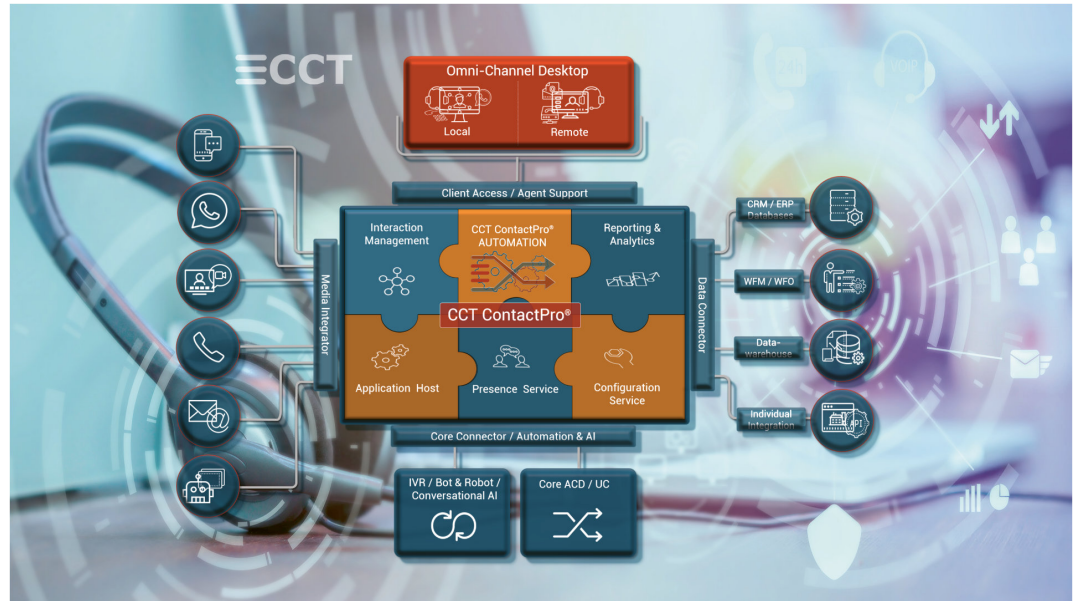 CCT
Omni-Channel Desktop
Local
Remote
24h
VOIP
Client Access / Agent Support
Interaction
Management
CCT ContactPro®
AUTOMATION
Reporting &
Analytics
CCT ContactPro®
Application Host
Presence Service
Configuration
Service
Media Integrator
Data Connector
CRM / ERP
Databases
WFM / WFO
Data-
warehouse
Individual
Integration
API
Core Connector / Automation & AI
IVR / Bot & Robot /
Conversational AI
Core ACD / UC